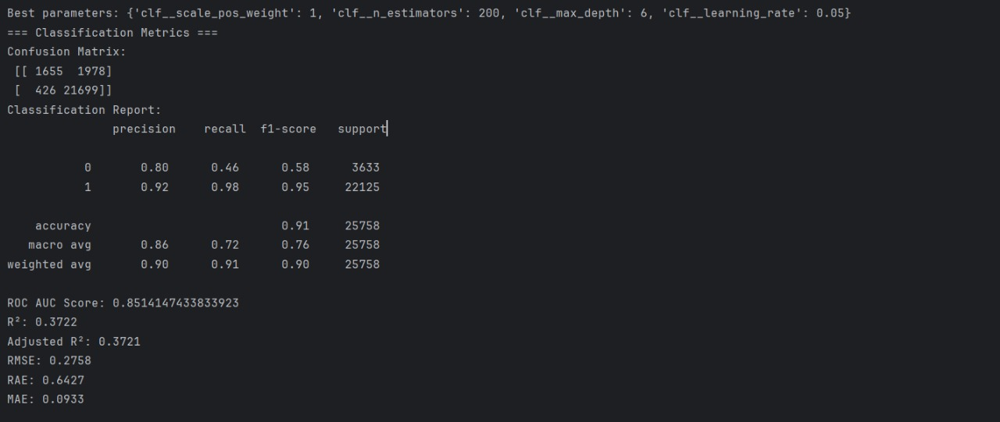 Best parameters: {'clf__scale_pos_weight': 1, 'clf__n_estimators': 200, 'clf__max_depth': 6, 'clf__learning_rate': 0.05}
=== Classification Metrics ===
Confusion Matrix:
 [[ 1655  1978]
 [  426 21699]]
Classification Report:
               precision    recall  f1-score   support

           0       0.80      0.46      0.58      3633
           1       0.92      0.98      0.95     22125

    accuracy                           0.91     25758
   macro avg       0.86      0.72      0.76     25758
weighted avg       0.90      0.91      0.90     25758

ROC AUC Score: 0.8514147433833923
R²: 0.3722
Adjusted R²: 0.3721
RMSE: 0.2758
RAE: 0.6427
MAE: 0.0933